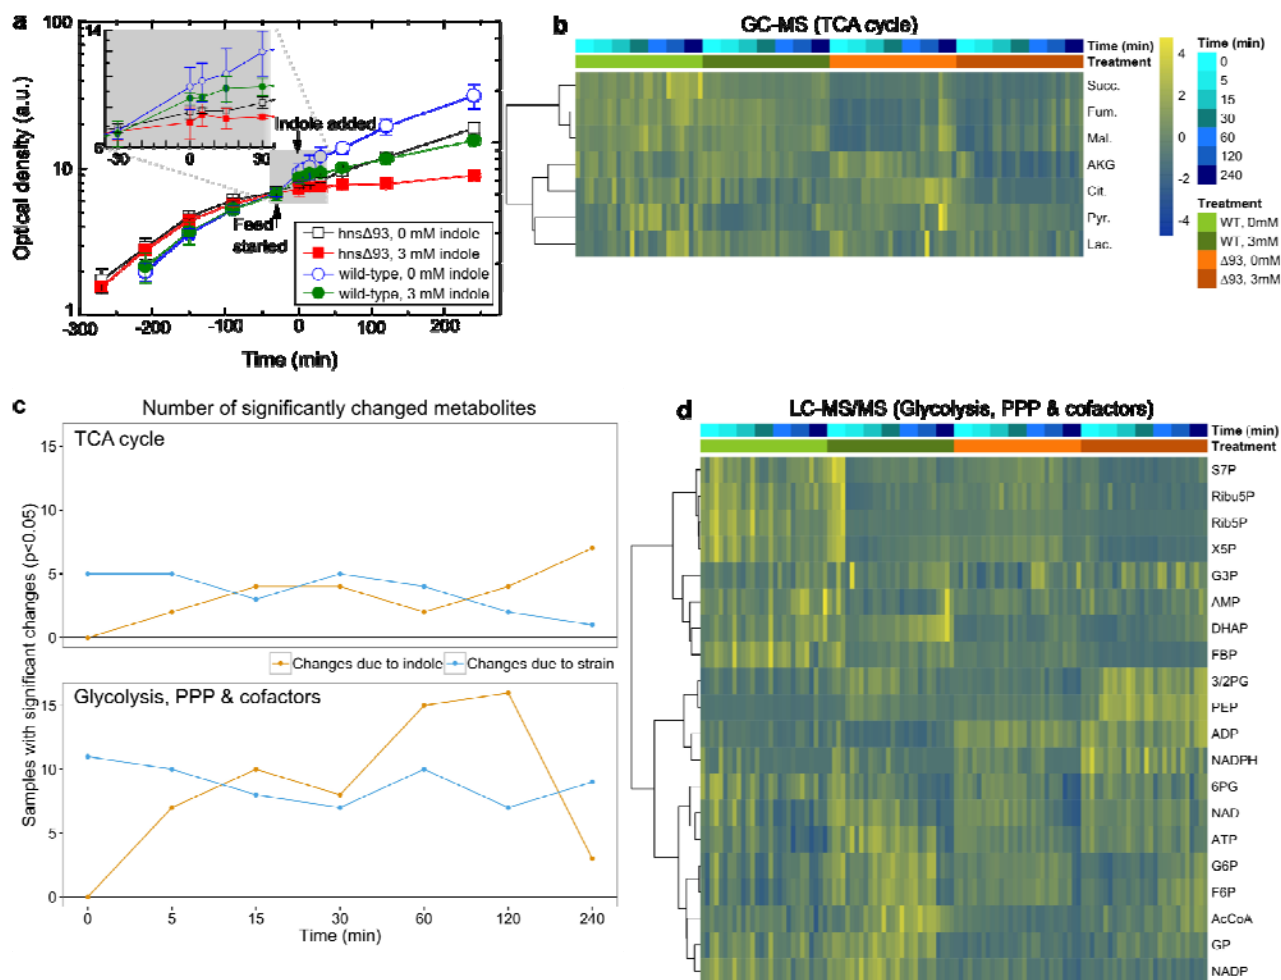 a
Optical density (a.u.)
100
10
1
14
6
-30
0
30
90
Indole added
Feed
started
hnsΔ93, 0 mM indole
hnsΔ93, 3 mM indole
wild-type, 0 mM indole
wild-type, 3 mM indole
-300
-200
-100
0
100
200
Time (min)
b
GC-MS (TCA cycle)
Time (min)
Treatment
Succ.
Fum.
Mal.
AKG
Cit.
Pyr.
Lac.
4
2
0
-2
-4
Time (min)
0
5
15
30
60
120
240
Treatment
WT, 0mM
WT, 3mM
Δ93, 0mM
Δ93, 3mM
c
Number of significantly changed metabolites
Samples with significant changes (p<0.05)
TCA cycle
15
10
5
0
Changes due to indole
Changes due to strain
Glycolysis, PPP & cofactors
15
10
5
0
0
5
15
30
60
120
240
Time (min)
d
LC-MS/MS (Glycolysis, PPP & cofactors)
Time (min)
Treatment
S7P
Ribu5P
Rib5P
X5P
G3P
AMP
DHAP
FBP
3/2PG
PEP
ADP
NADPH
6PG
NAD
ATP
G6P
F6P
AcCoA
GP
NADP